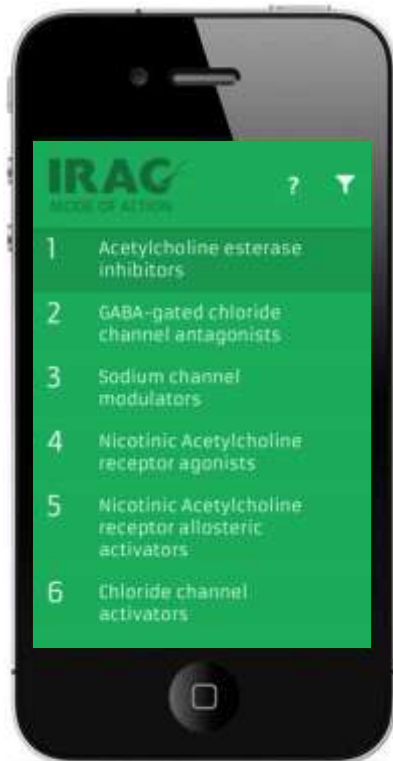 IRAC
MODE OF ACTION
?
1 Acetylcholine esterase
inhibitors
2 GABA-gated chloride
channel antagonists
3 Sodium channel
modulators
4 Nicotinic Acetylcholine
receptor agonists
5 Nicotinic Acetylcholine
receptor allosteric
activators
6 Chloride channel
activators